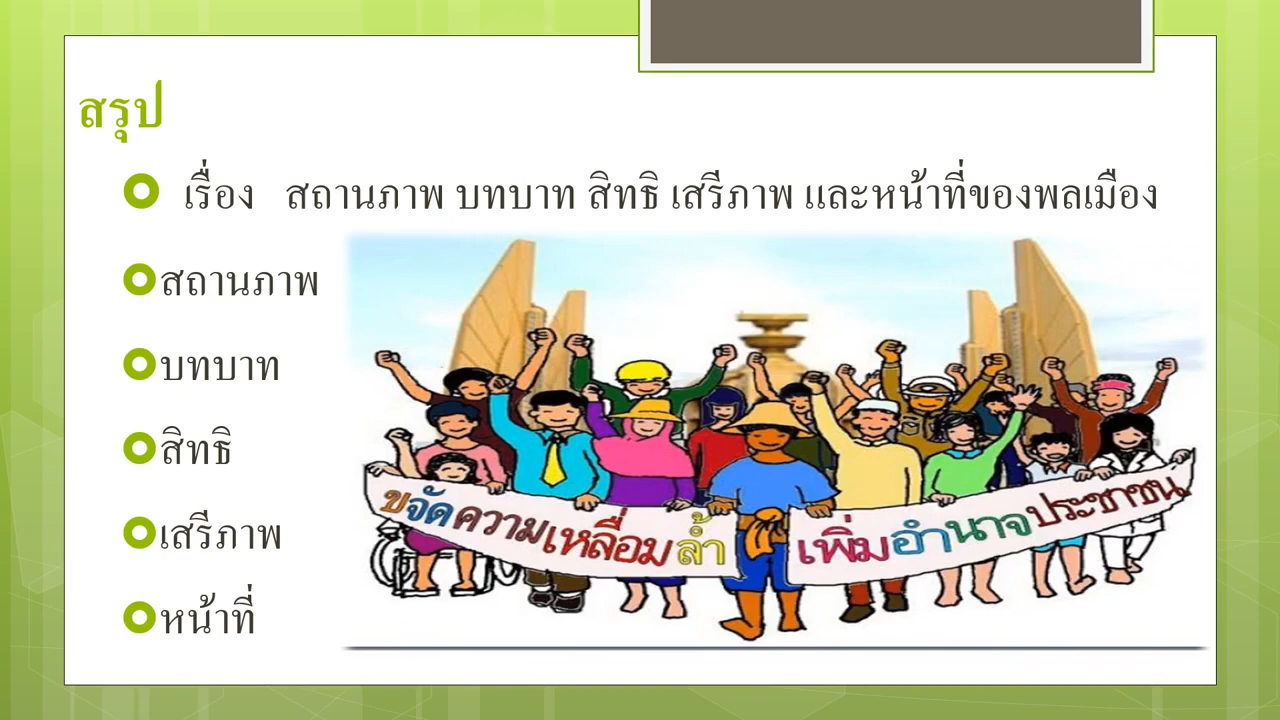 สรุป
เรื่อง สถานภาพ บทบาท สิทธิ เสรีภาพ และหน้าที่ของพลเมือง
สถานภาพ
บทบาท
สิทธิ
เสรีภาพ
หน้าที่
ขจัดความเหลื่อมล้ำ เพิ่มอำนาจประชาชน